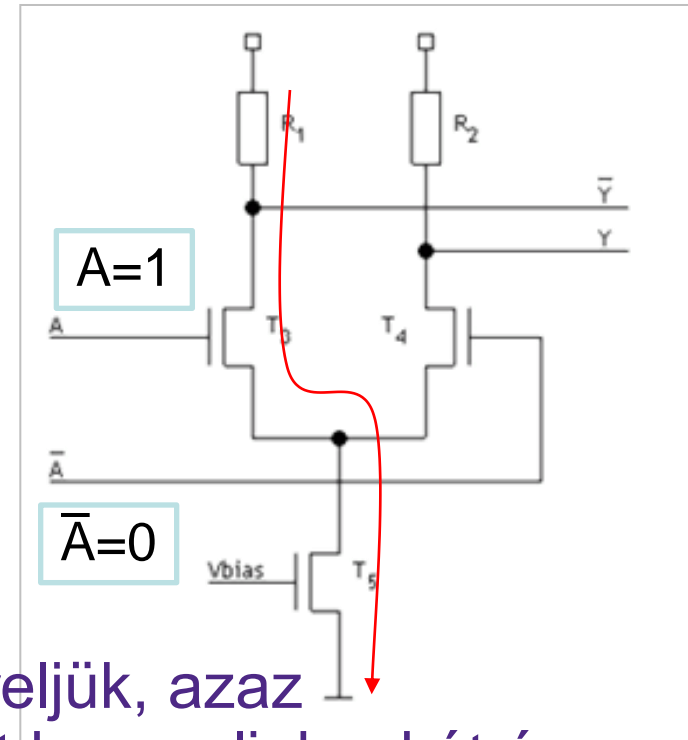 R1
R2
Y̅
Y
A=1
A
T3
T4
A̅
A̅=0
Vbias
T5
eljük, azaz